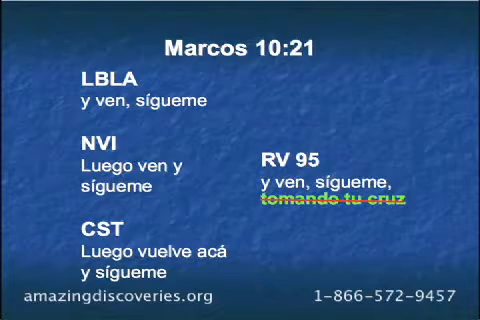 Marcos 10:21
LBLA
y ven, sígueme
NVI
Luego ven y
sígueme
CST
Luego vuelve acá
y sígueme
RV 95
y ven, sígueme,
tomando tu cruz
amazingdiscoveries.org
1-866-572-9457